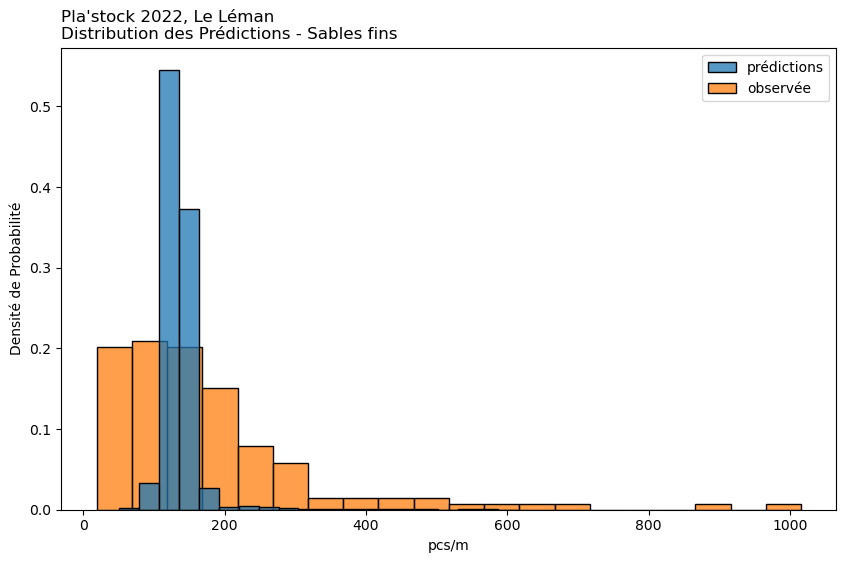 Pla'stock 2022, Le Léman
Distribution des Prédictions - Sables fins
prédictions
observée
Densité de Probabilité
0.5
0.4
0.3
0.2
0.1
0.0
0 200 400 600 800 1000
pcs/m